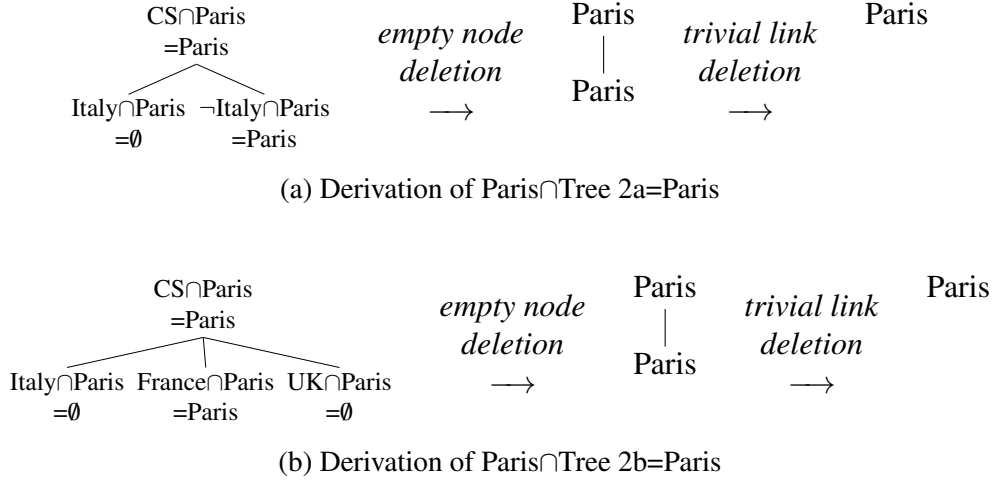 CS∩Paris
=Paris
Italy∩Paris
=∅
¬Italy∩Paris
=Paris
empty node
deletion
⟶
Paris
Paris
trivial link
deletion
⟶
Paris
(a) Derivation of Paris∩Tree 2a=Paris
CS∩Paris
=Paris
Italy∩Paris
=∅
France∩Paris
=Paris
UK∩Paris
=∅
empty node
deletion
⟶
Paris
Paris
trivial link
deletion
⟶
Paris
(b) Derivation of Paris∩Tree 2b=Paris